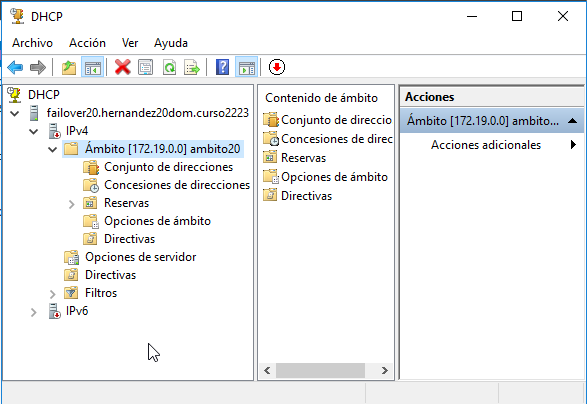 DHCP
Archivo Acción Ver Ayuda
DHCP
failover20.hernandez20dom.curso2223
IPv4
Ámbito [172.19.0.0] ambito20
Conjunto de direcciones
Concesiones de direcciones
Reservas
Opciones de ámbito
Directivas
Opciones de servidor
Directivas
Filtros
IPv6
Contenido de ámbito
Conjunto de direccio
Concesiones de direc
Reservas
Opciones de ámbito
Directivas
Acciones
Ámbito [172.19.0.0] ambito...
Acciones adicionales